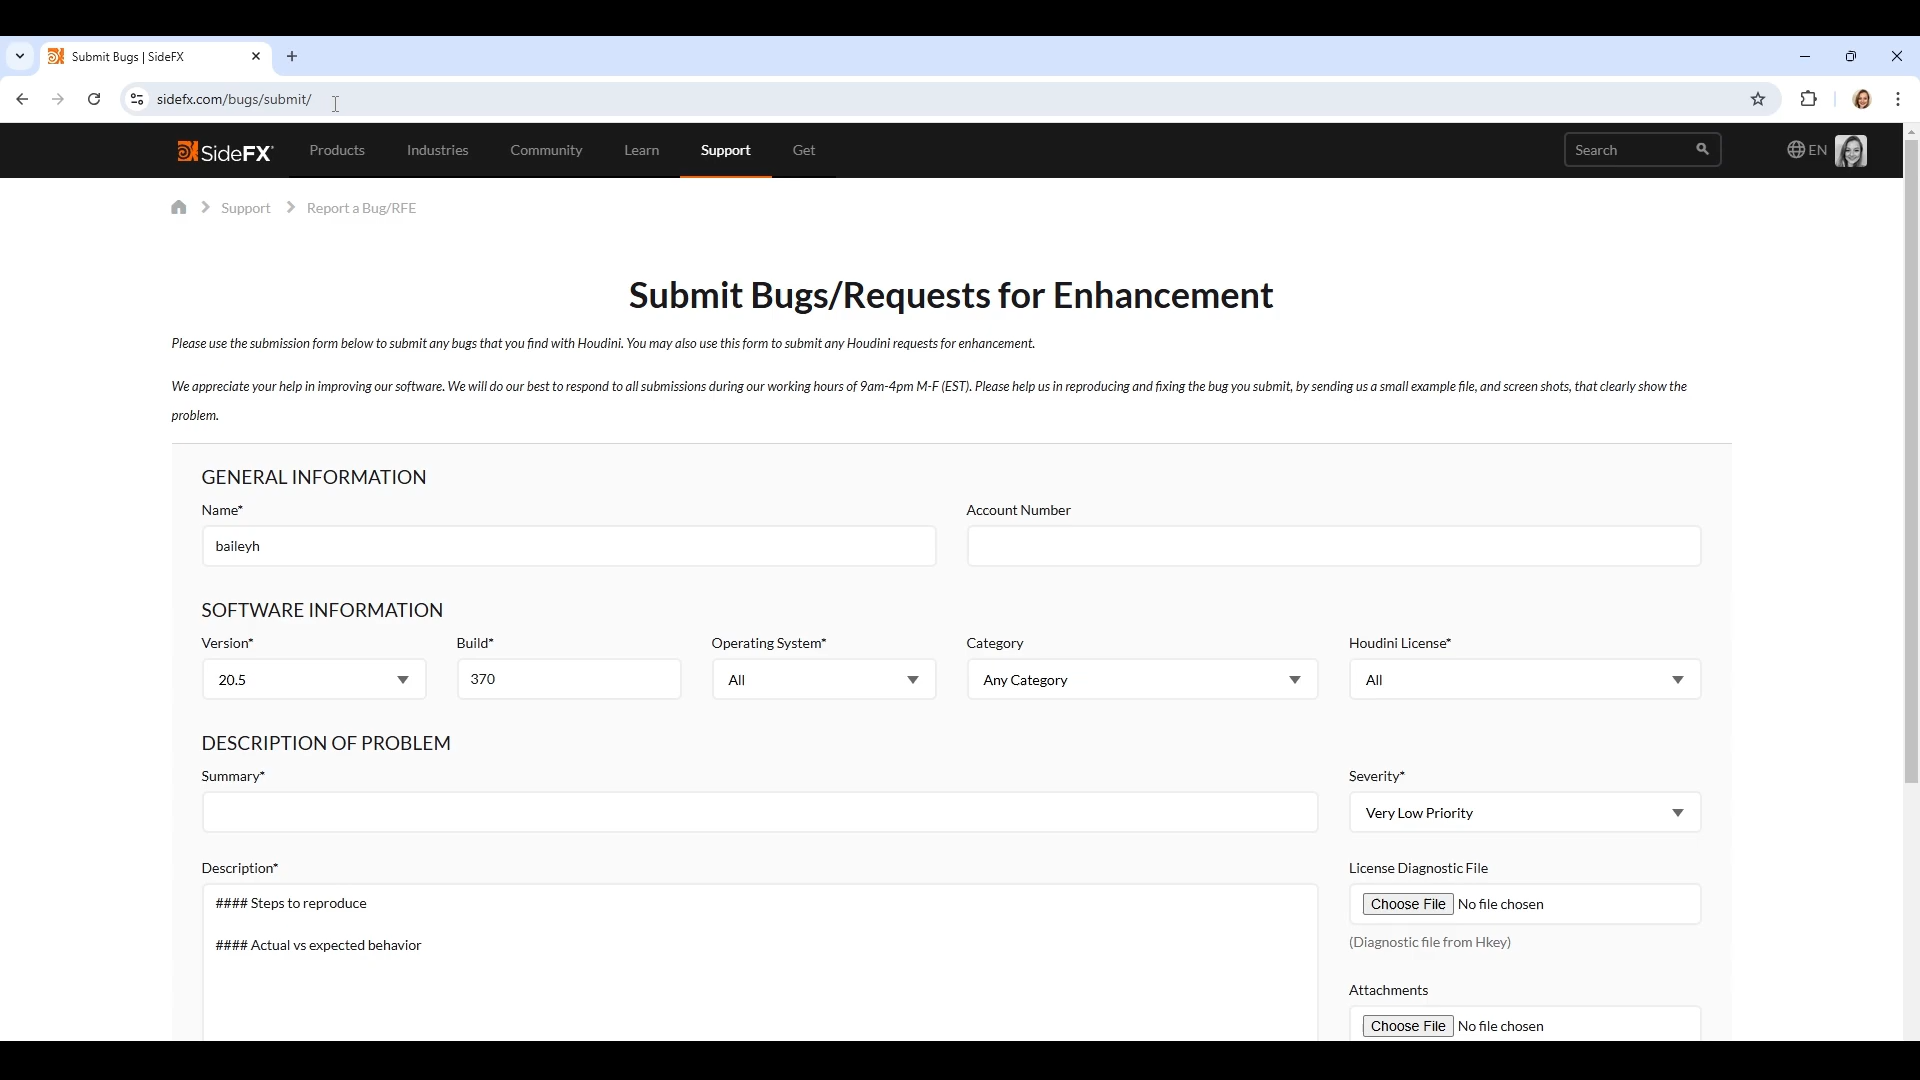 Submit Bugs | SideFX
sidefx.com/bugs/submit/
SideFX Products Industries Community Learn Support Get Search EN
Support Report a Bug/RFE
Submit Bugs/Requests for Enhancement
Please use the submission form below to submit any bugs that you find with Houdini. You may also use this form to submit any Houdini requests for enhancement.
We appreciate your help in improving our software. We will do our best to respond to all submissions during our working hours of 9am-4pm M-F (EST). Please help us in reproducing and fixing the bug you submit, by sending us a small example file, and screen shots, that clearly show the
problem.
GENERAL INFORMATION
Name* Account Number
baileyh
SOFTWARE INFORMATION
Version* Build* Operating System* Category Houdini License*
20.5 370 All Any Category All
DESCRIPTION OF PROBLEM
Summary* Severity*
Very Low Priority
Description* License Diagnostic File
#### Steps to reproduce Choose File No file chosen
#### Actual vs expected behavior (Diagnostic file from Hkey)
Attachments
Choose File No file chosen